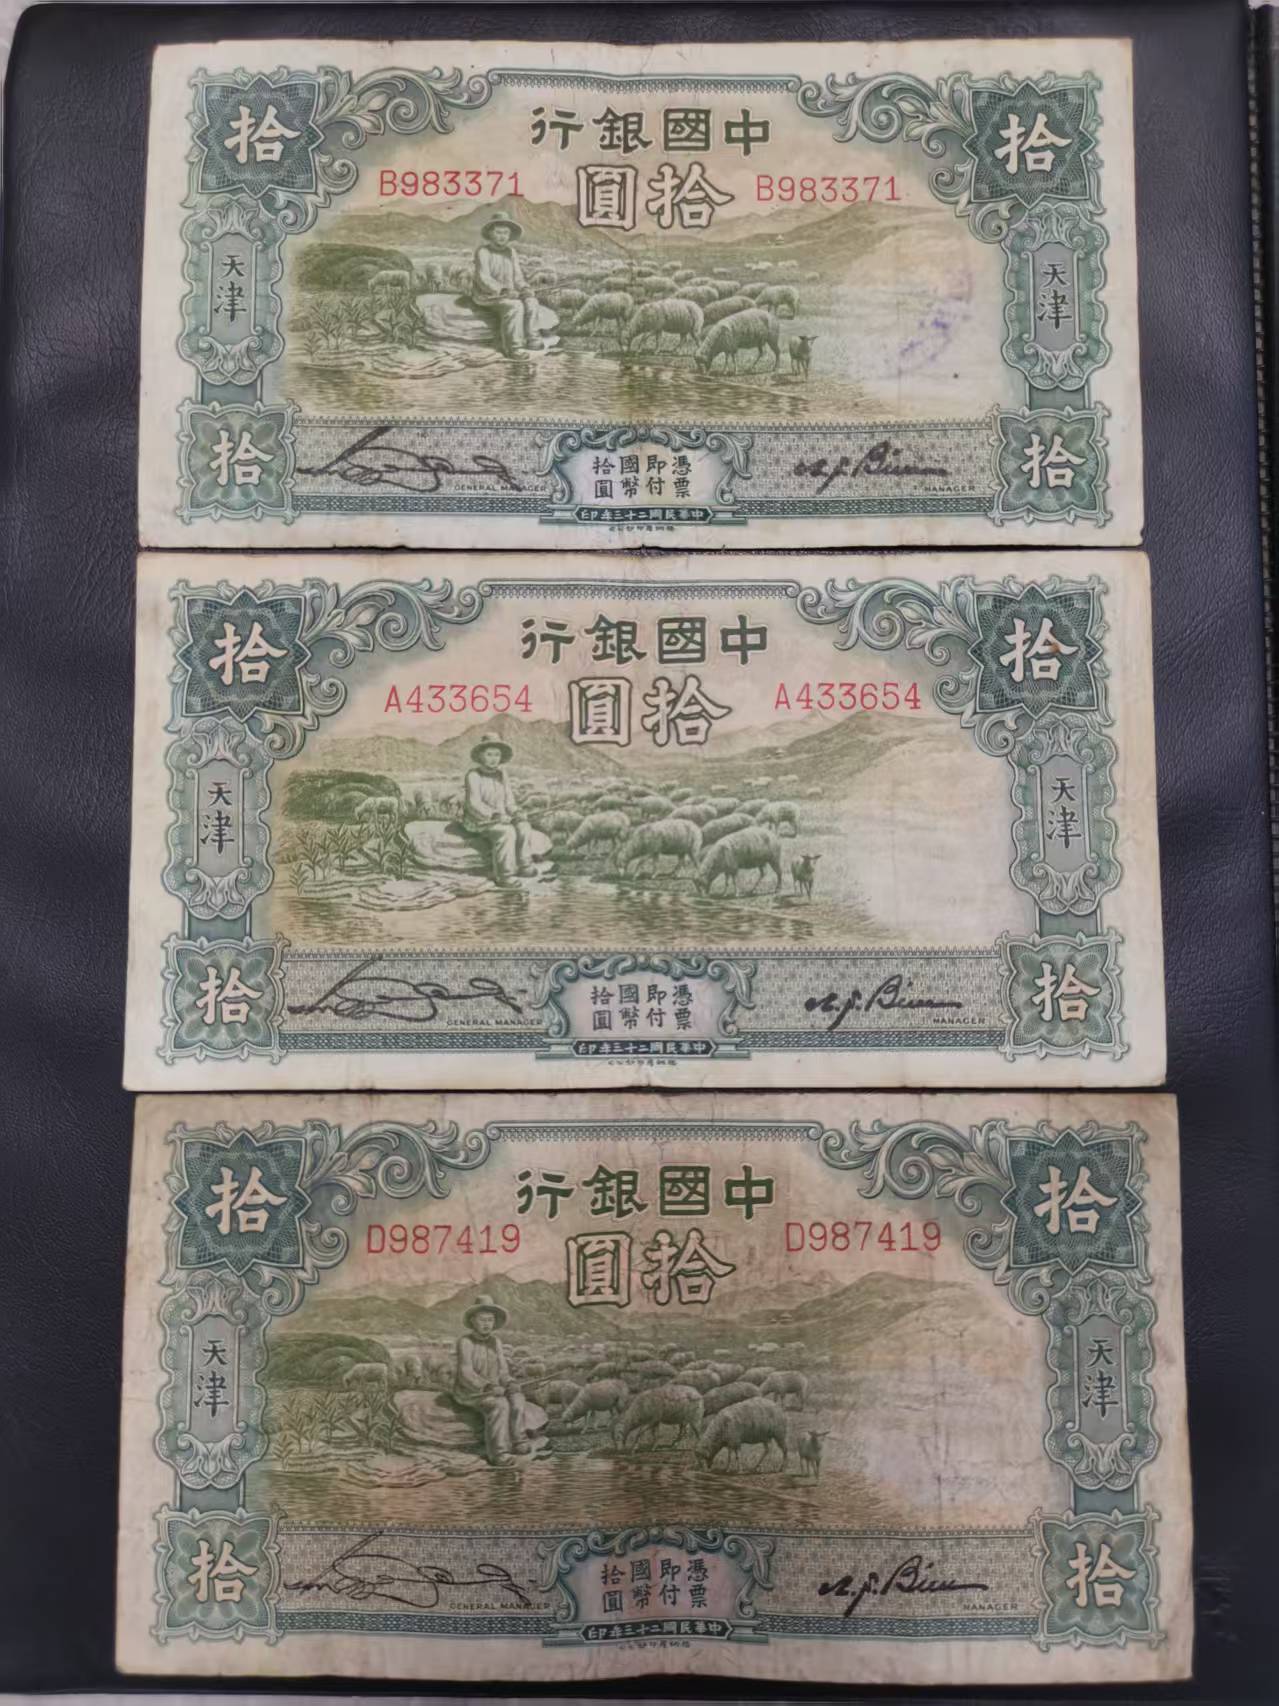 拾 中國銀行 拾
B983371 拾圓 B983371
天津 天津
拾 憑票即付國幣拾圓 拾
GENERAL MANAGER MANAGER
中華民國二十三年印
拾 中國銀行 拾
A433654 拾圓 A433654
天津 天津
拾 憑票即付國幣拾圓 拾
GENERAL MANAGER MANAGER
中華民國二十三年印
拾 中國銀行 拾
D987419 拾圓 D987419
天津 天津
拾 憑票即付國幣拾圓 拾
GENERAL MANAGER MANAGER
中華民國二十三年印